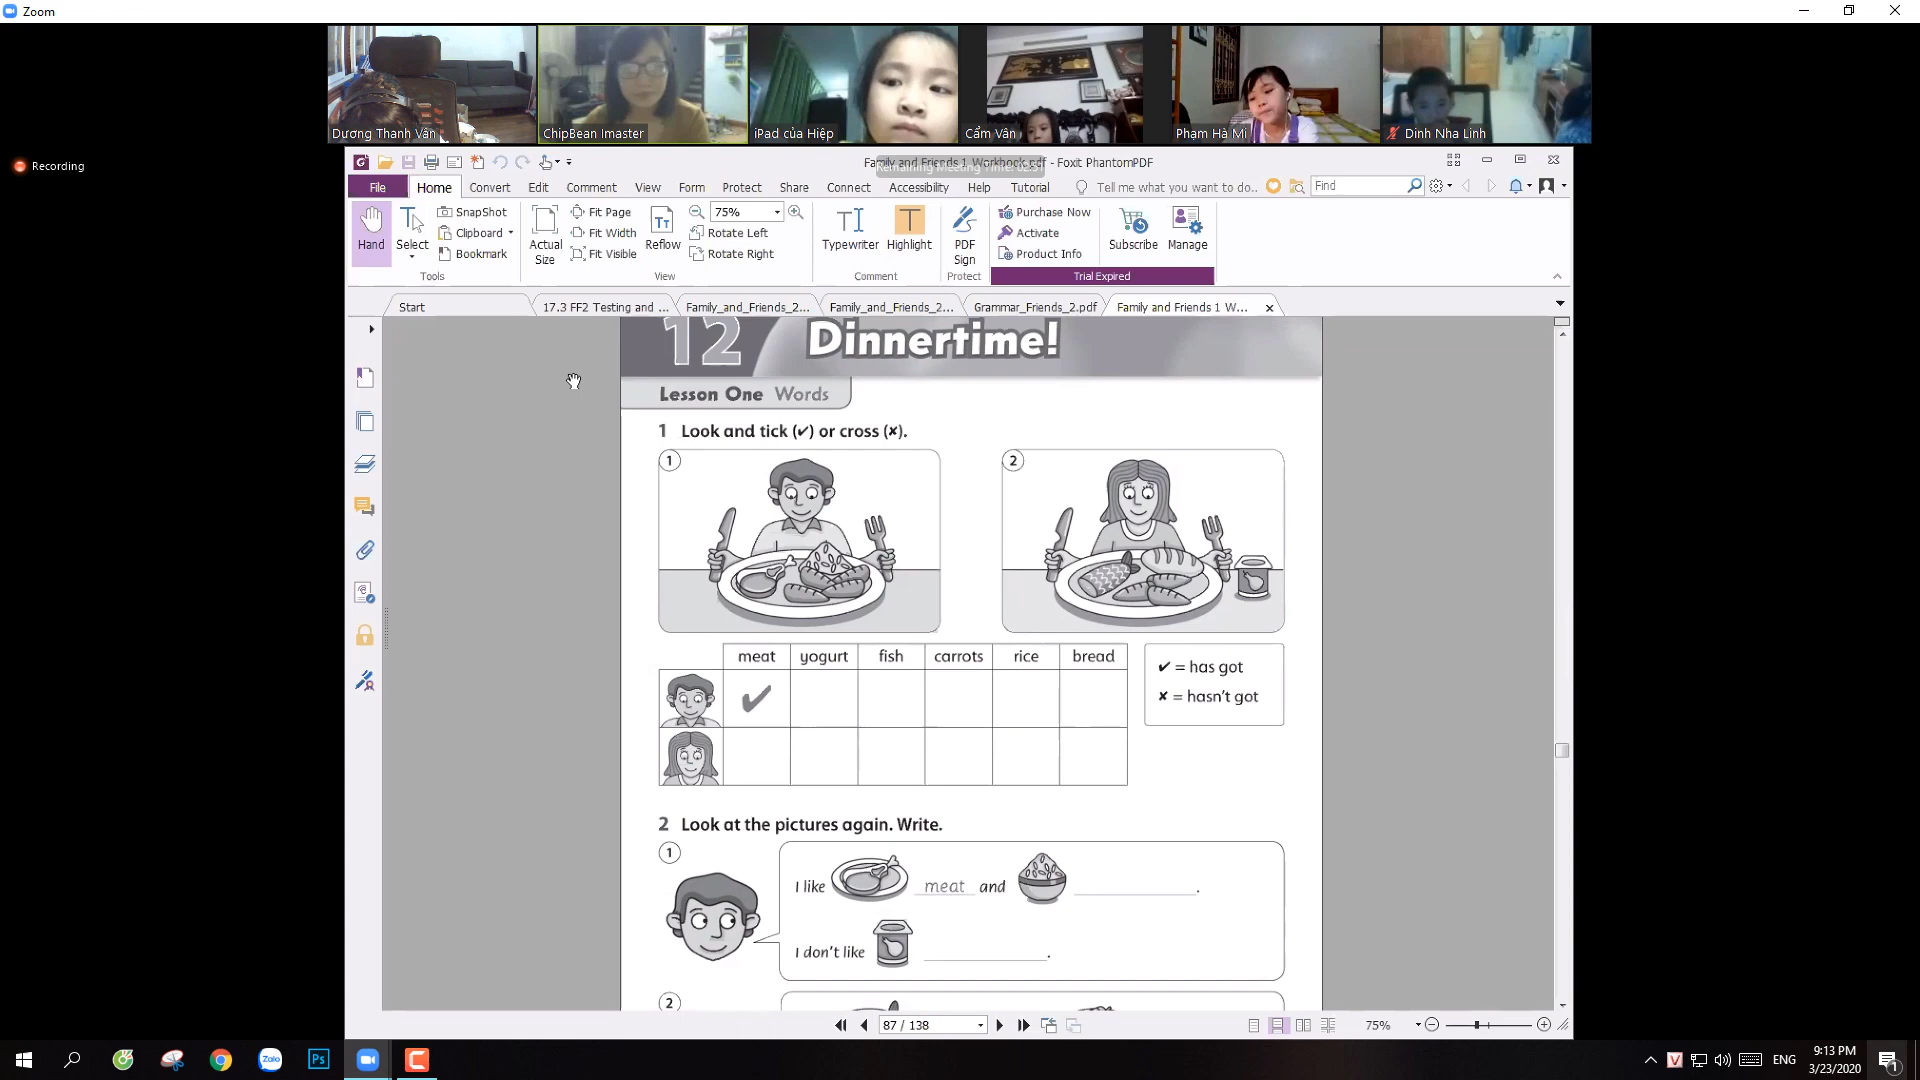 Zoom
Dương Thanh Vân
ChipBean Imaster
iPad của Hiệp
Cẩm Vân
Phạm Hà Mi
Dinh Nha Linh
Recording
Family and Friends 1 Workbook.pdf - Foxit PhantomPDF
File Home Convert Edit Comment View Form Protect Share Connect Accessibility Help Tutorial Tell me what you want to do.. Find
Hand
Select
SnapShot
Clipboard
Bookmark
Tools
Actual Size
Fit Page
Fit Width
Fit Visible
Reflow
75%
Rotate Left
Rotate Right
View
Typewriter
Highlight
Comment
PDF Sign
Protect
Purchase Now
Activate
Product Info
Subscribe
Manage
Trial Expired
Start
17.3 FF2 Testing and ...
Family_and_Friends_2...
Family_and_Friends_2...
Grammar_Friends_2.pdf
Family and Friends 1 W...
12 Dinnertime!
Lesson One Words
1 Look and tick (✔) or cross (✘).
1
2
meat yogurt fish carrots rice bread
✔
✔ = has got
✘ = hasn't got
2 Look at the pictures again. Write.
1
I like meat and .
I don't like .
2
87 / 138
75%
ENG
9:13 PM
3/23/2020